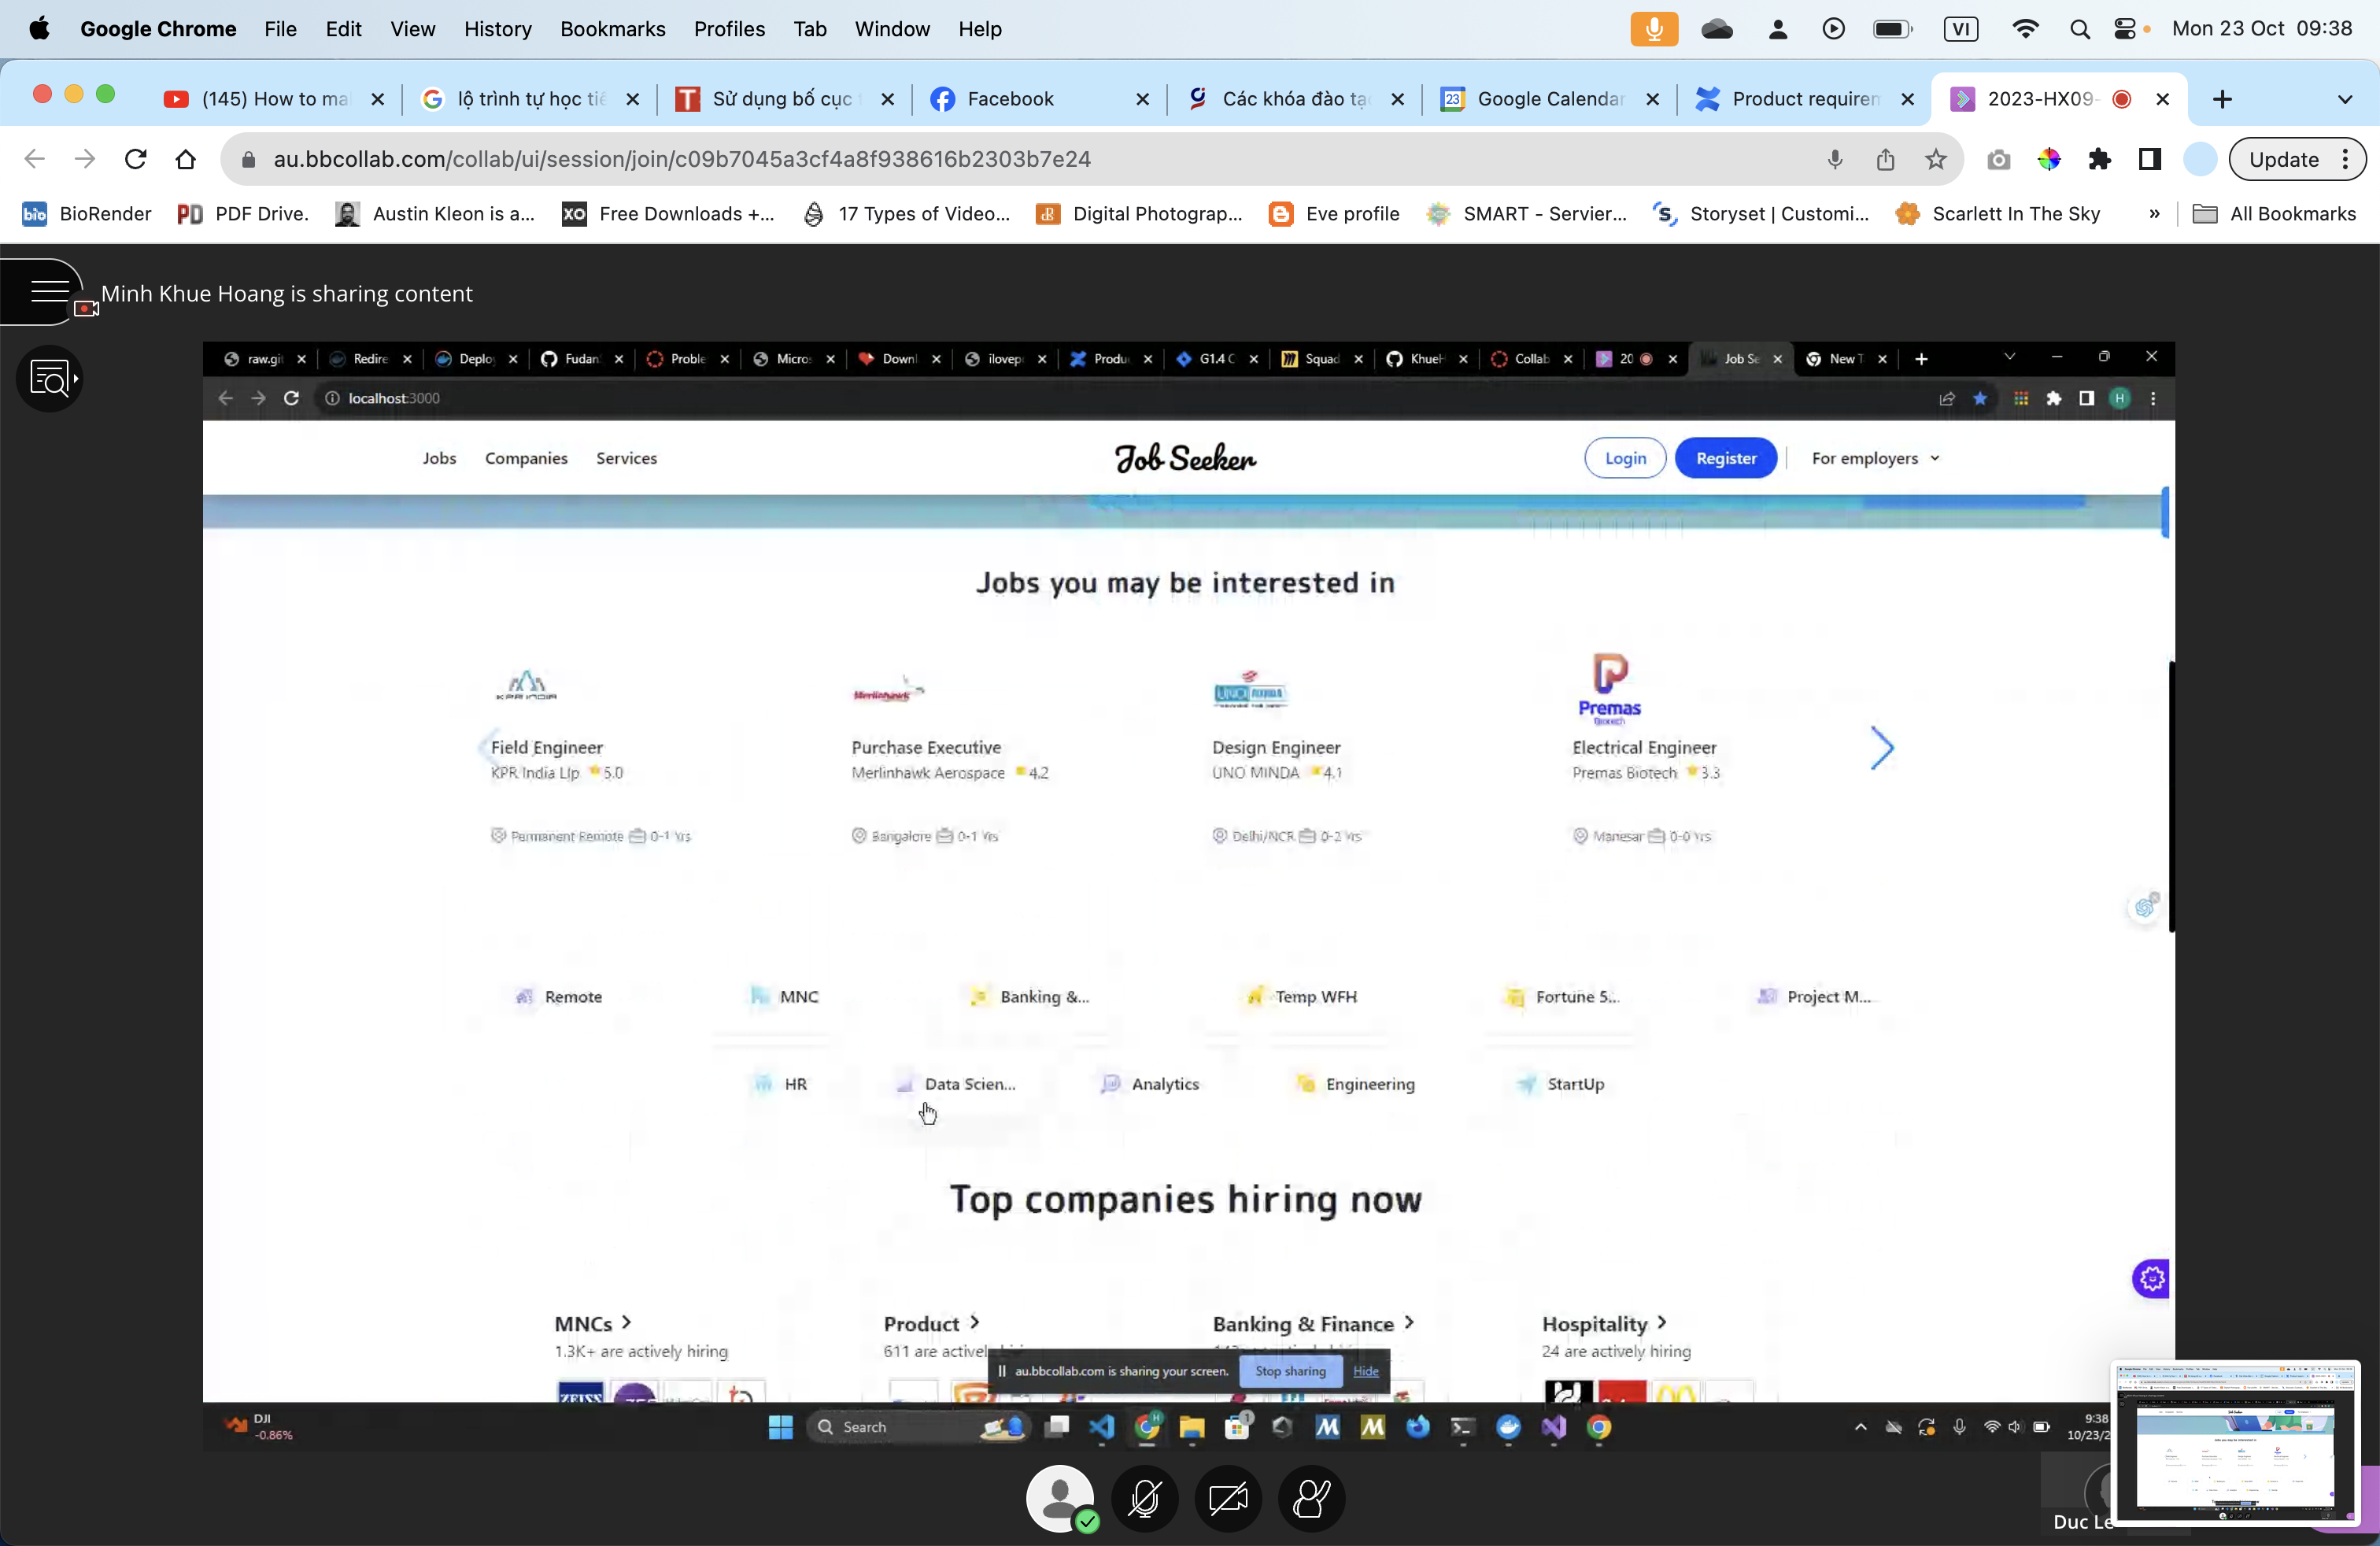 Google Chrome File Edit View History Bookmarks Profiles Tab Window Help VI Mon 23 Oct 09:38
(145) How to ma lộ trình tự học tiế Sử dụng bố cục Facebook Các khóa đào tạo Google Calendar Product requirem 2023-HX09-
au.bbcollab.com/collab/ui/session/join/c09b7045a3cf4a8f938616b2303b7e24 Update
BioRender PDF Drive. Austin Kleon is a... Free Downloads +... 17 Types of Video... Digital Photograp... Eve profile SMART - Servier... Storyset | Customi... Scarlett In The Sky » All Bookmarks
Minh Khue Hoang is sharing content
raw.git Redire Deplo Fudan Proble Micro Downl ilovep Produ G1.4 C Squad KhueH Collab 20 Job Se New T
localhost:3000
Jobs Companies Services Job Seeker Login Register For employers
Jobs you may be interested in
KPR INDIA Merlinhawk UNO MINDA Premas
Biotech
Field Engineer Purchase Executive Design Engineer Electrical Engineer
KPR India Llp 5.0 Merlinhawk Aerospace 4.2 UNO MINDA 4.1 Premas Biotech 3.3
Permanent Remote 0-1 Yrs Bangalore 0-1 Yrs Delhi/NCR 0-2 Yrs Manesar 0-0 Yrs
Remote MNC Banking &... Temp WFH Fortune 5... Project M...
HR Data Scien... Analytics Engineering StartUp
Top companies hiring now
MNCs Product Banking & Finance Hospitality
1.3K+ are actively hiring 611 are activel 24 are actively hiring
au.bbcollab.com is sharing your screen. Stop sharing Hide
ZEISS
DJI
-0.86%
Search
9:38
10/23/2
Duc Le